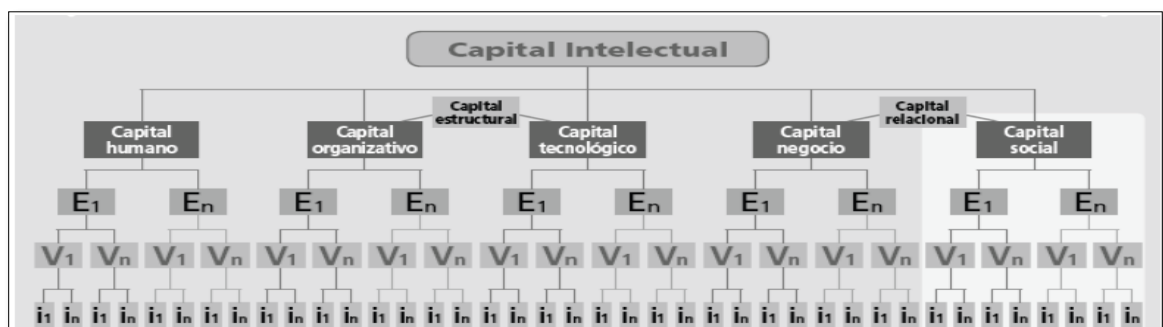 Capital Intelectual
Capital estructural
Capital relacional
Capital humano
Capital organizativo
Capital tecnológico
Capital negocio
Capital social
E1 En E1 En E1 En E1 En E1 En
V1 Vn V1 Vn V1 Vn V1 Vn V1 Vn V1 Vn V1 Vn V1 Vn V1 Vn V1 Vn
i1 in i1 in i1 in i1 in i1 in i1 in i1 in i1 in i1 in i1 in i1 in i1 in i1 in i1 in i1 in i1 in i1 in i1 in i1 in i1 in